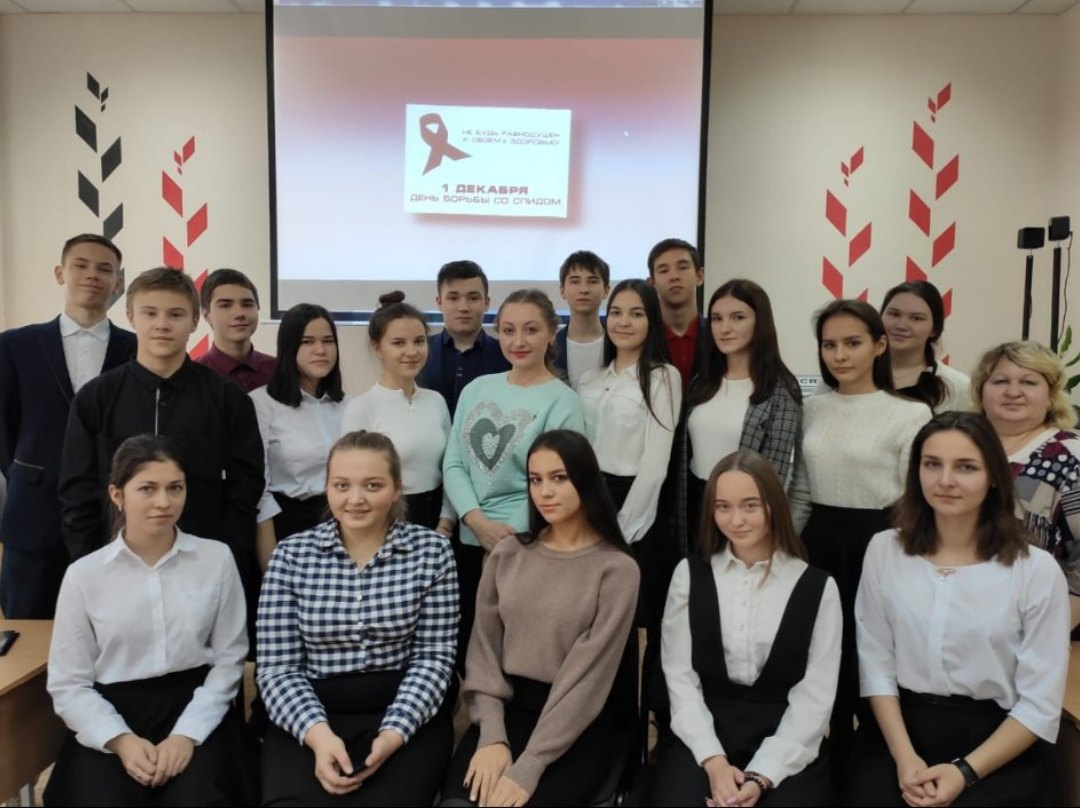 НЕ БУДЬ РАВНОДУШЕН
К СВОЕМУ ЗДОРОВЬЮ!
1 ДЕКАБРЯ
ДЕНЬ БОРЬБЫ СО СПИДОМ